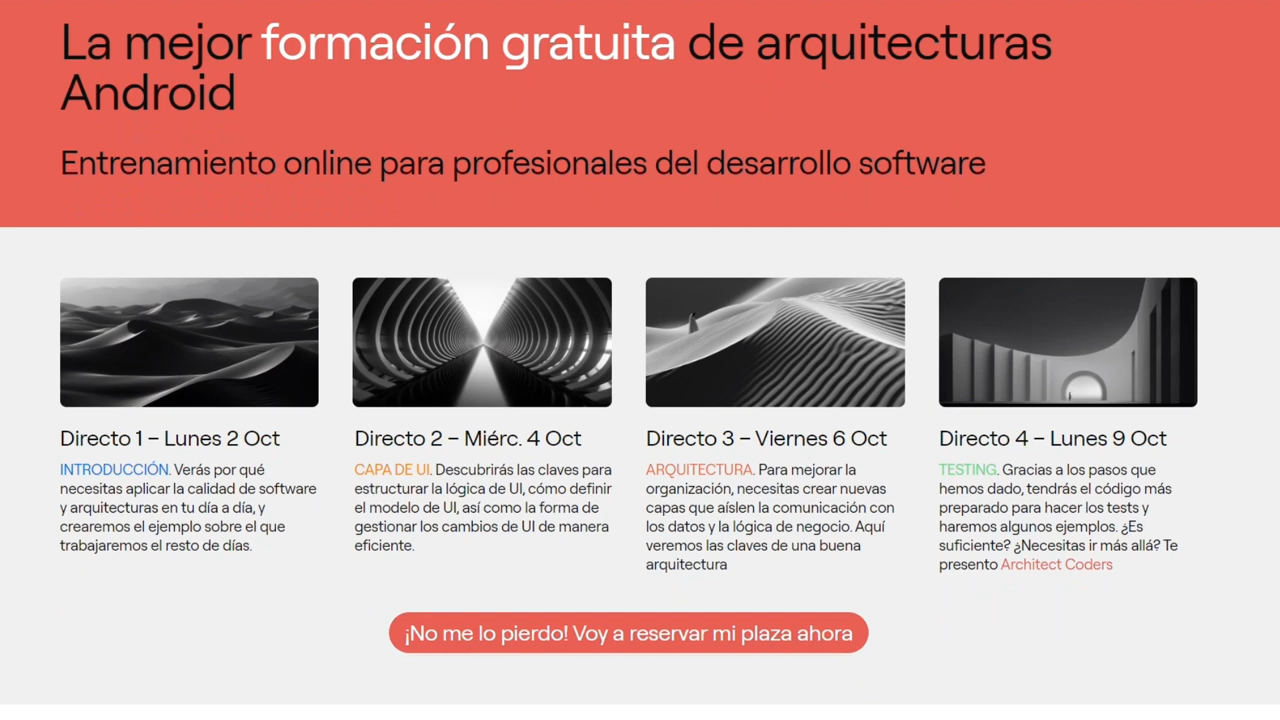 La mejor formación gratuita de arquitecturas
Android
Entrenamiento online para profesionales del desarrollo software
Directo 1 – Lunes 2 Oct
INTRODUCCIÓN. Verás por qué
necesitas aplicar la calidad de software
y arquitecturas en tu día a día, y
crearemos el ejemplo sobre el que
trabajaremos el resto de días.
Directo 2 – Miérc. 4 Oct
CAPA DE UI. Descubrirás las claves para
estructurar la lógica de UI, cómo definir
el modelo de UI, así como la forma de
gestionar los cambios de UI de manera
eficiente.
Directo 3 – Viernes 6 Oct
ARQUITECTURA. Para mejorar la
organización, necesitas crear nuevas
capas que aíslen la comunicación con
los datos y la lógica de negocio. Aquí
veremos las claves de una buena
arquitectura
Directo 4 – Lunes 9 Oct
TESTING. Gracias a los pasos que
hemos dado, tendrás el código más
preparado para hacer los tests y
haremos algunos ejemplos. ¿Es
suficiente? ¿Necesitas ir más allá? Te
presento Architect Coders
¡No me lo pierdo! Voy a reservar mi plaza ahora